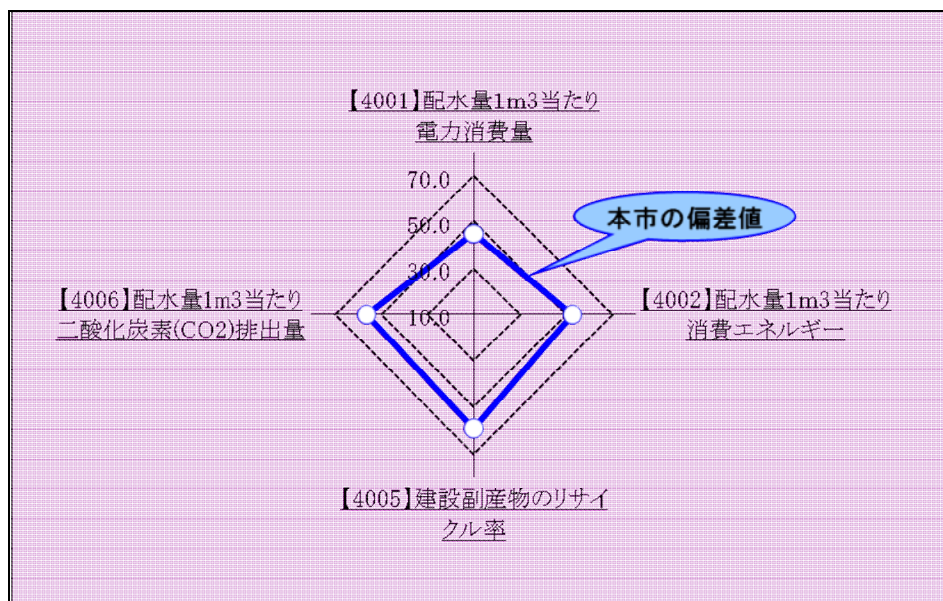 【4001】配水量1m3当たり
電力消費量
70.0
本市の偏差値
50.0
30.0
【4006】配水量1m3当たり
二酸化炭素(CO2)排出量
10.0
【4002】配水量1m3当たり
消費エネルギー
【4005】建設副産物のリサイ
クル率